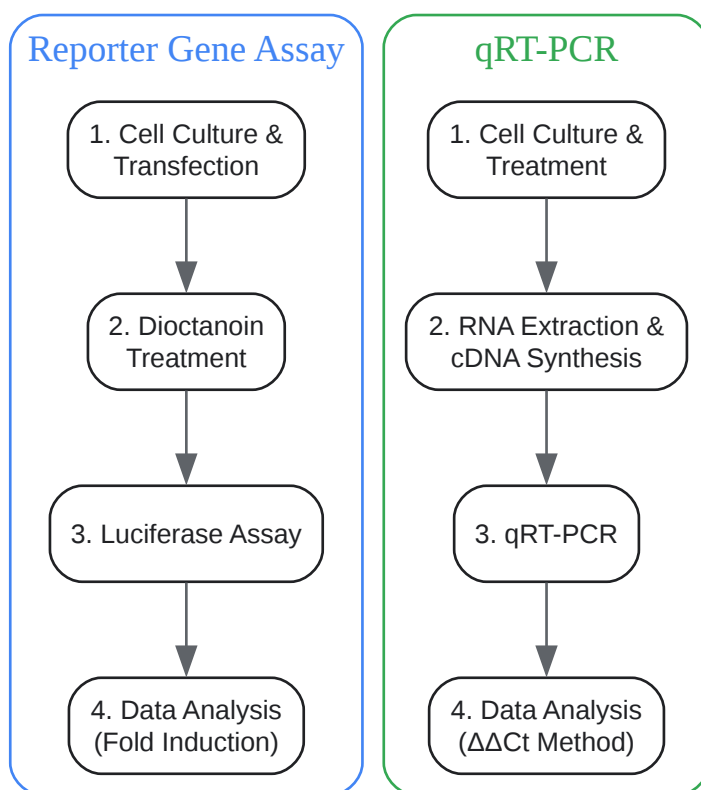 Reporter Gene Assay
1. Cell Culture &
Transfection
2. Dioctanoin
Treatment
3. Luciferase Assay
4. Data Analysis
(Fold Induction)
qRT-PCR
1. Cell Culture &
Treatment
2. RNA Extraction &
cDNA Synthesis
3. qRT-PCR
4. Data Analysis
(ΔΔCt Method)